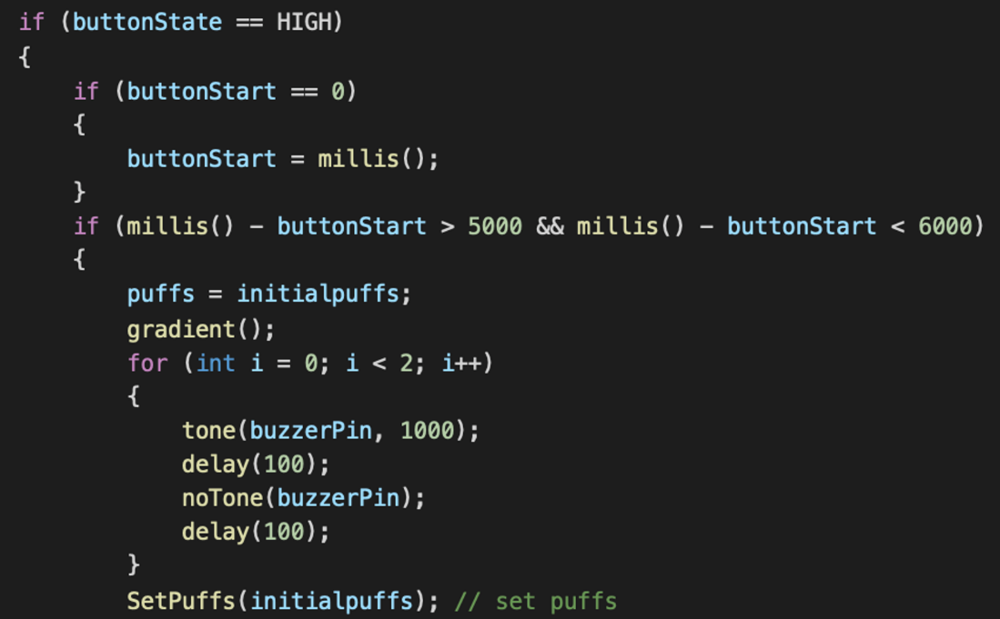 if (buttonState == HIGH)
{
if (buttonStart == 0)
{
buttonStart = millis();
}
if (millis() - buttonStart > 5000 && millis() - buttonStart < 6000)
{
puffs = initialpuffs;
gradient();
for (int i = 0; i < 2; i++)
{
tone(buzzerPin, 1000);
delay(100);
noTone(buzzerPin);
delay(100);
}
SetPuffs(initialpuffs); // set puffs